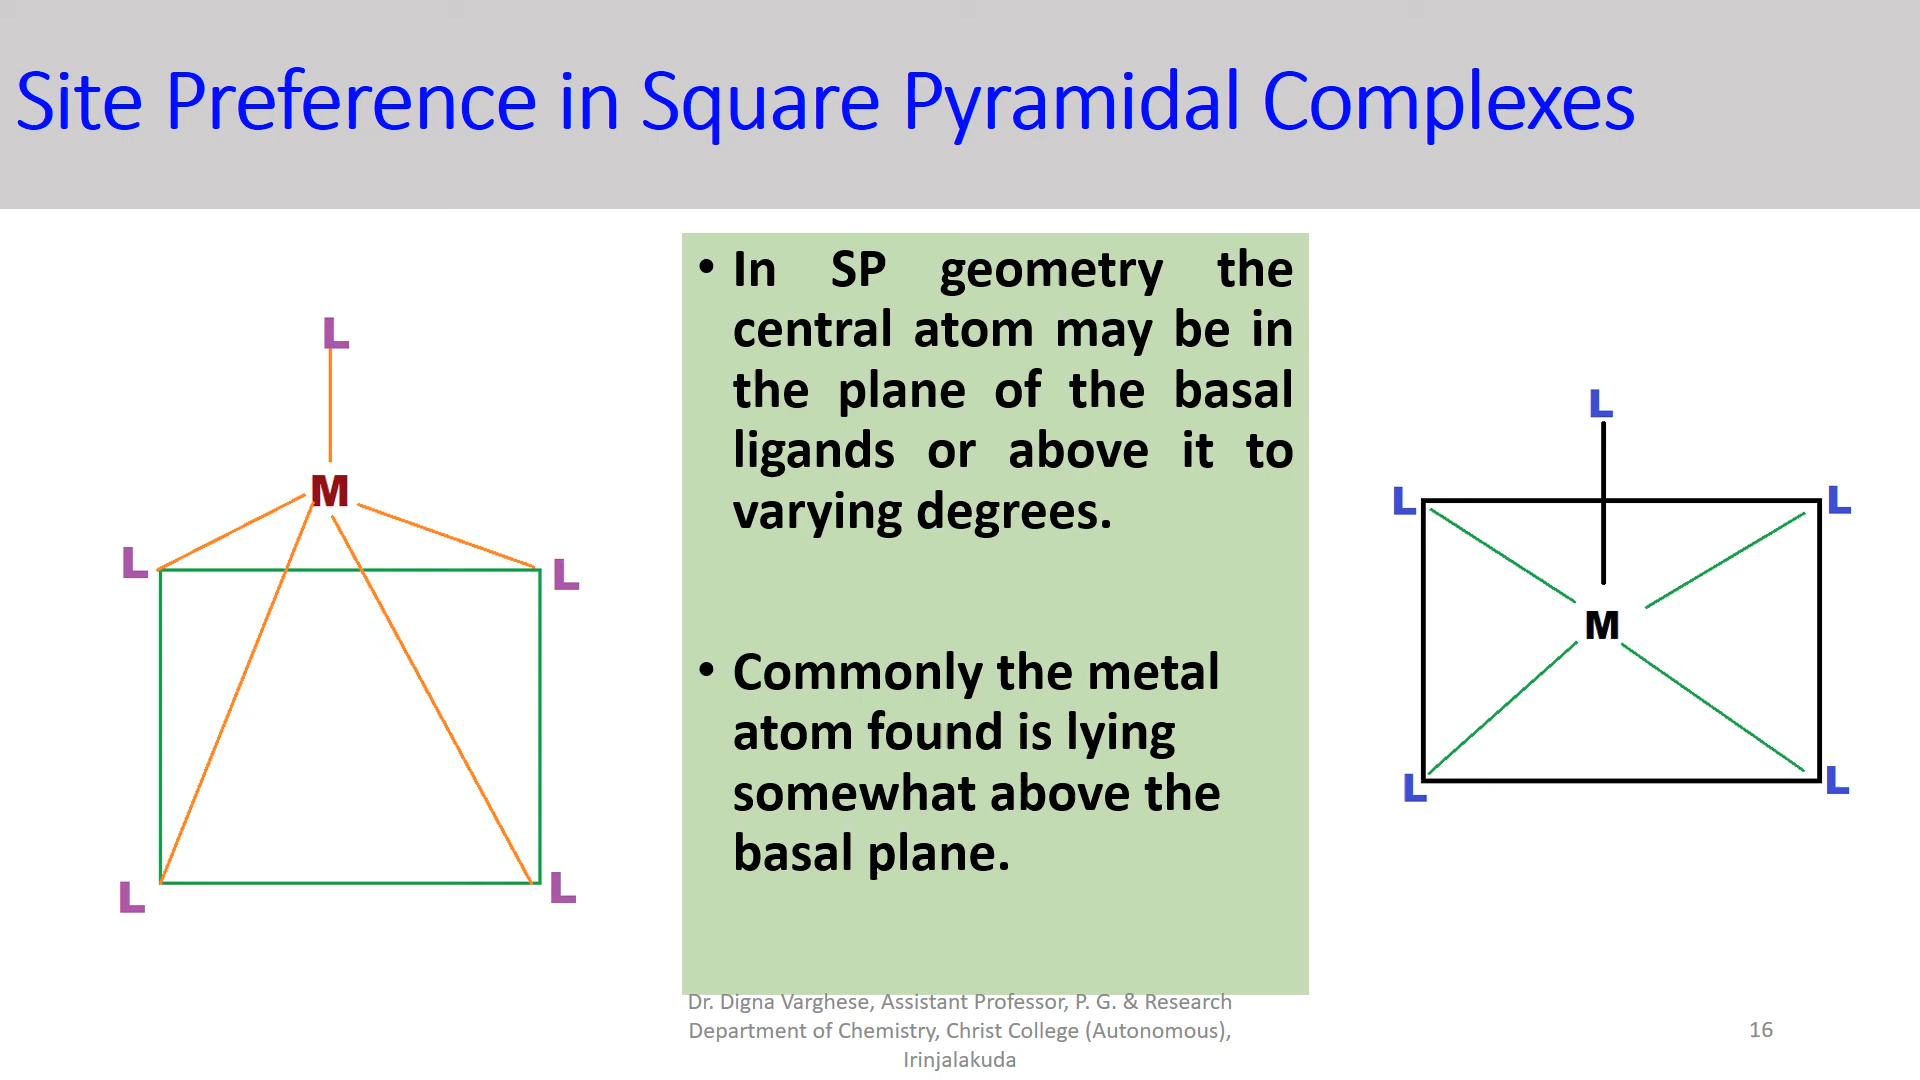 Site Preference in Square Pyramidal Complexes
L
M
L
L
L
L
• In SP geometry the
central atom may be in
the plane of the basal
ligands or above it to
varying degrees.
• Commonly the metal
atom found is lying
somewhat above the
basal plane.
L
L
L
M
L
L
Dr. Digna Varghese, Assistant Professor, P. G. & Research
Department of Chemistry, Christ College (Autonomous),
Irinjalakuda
16